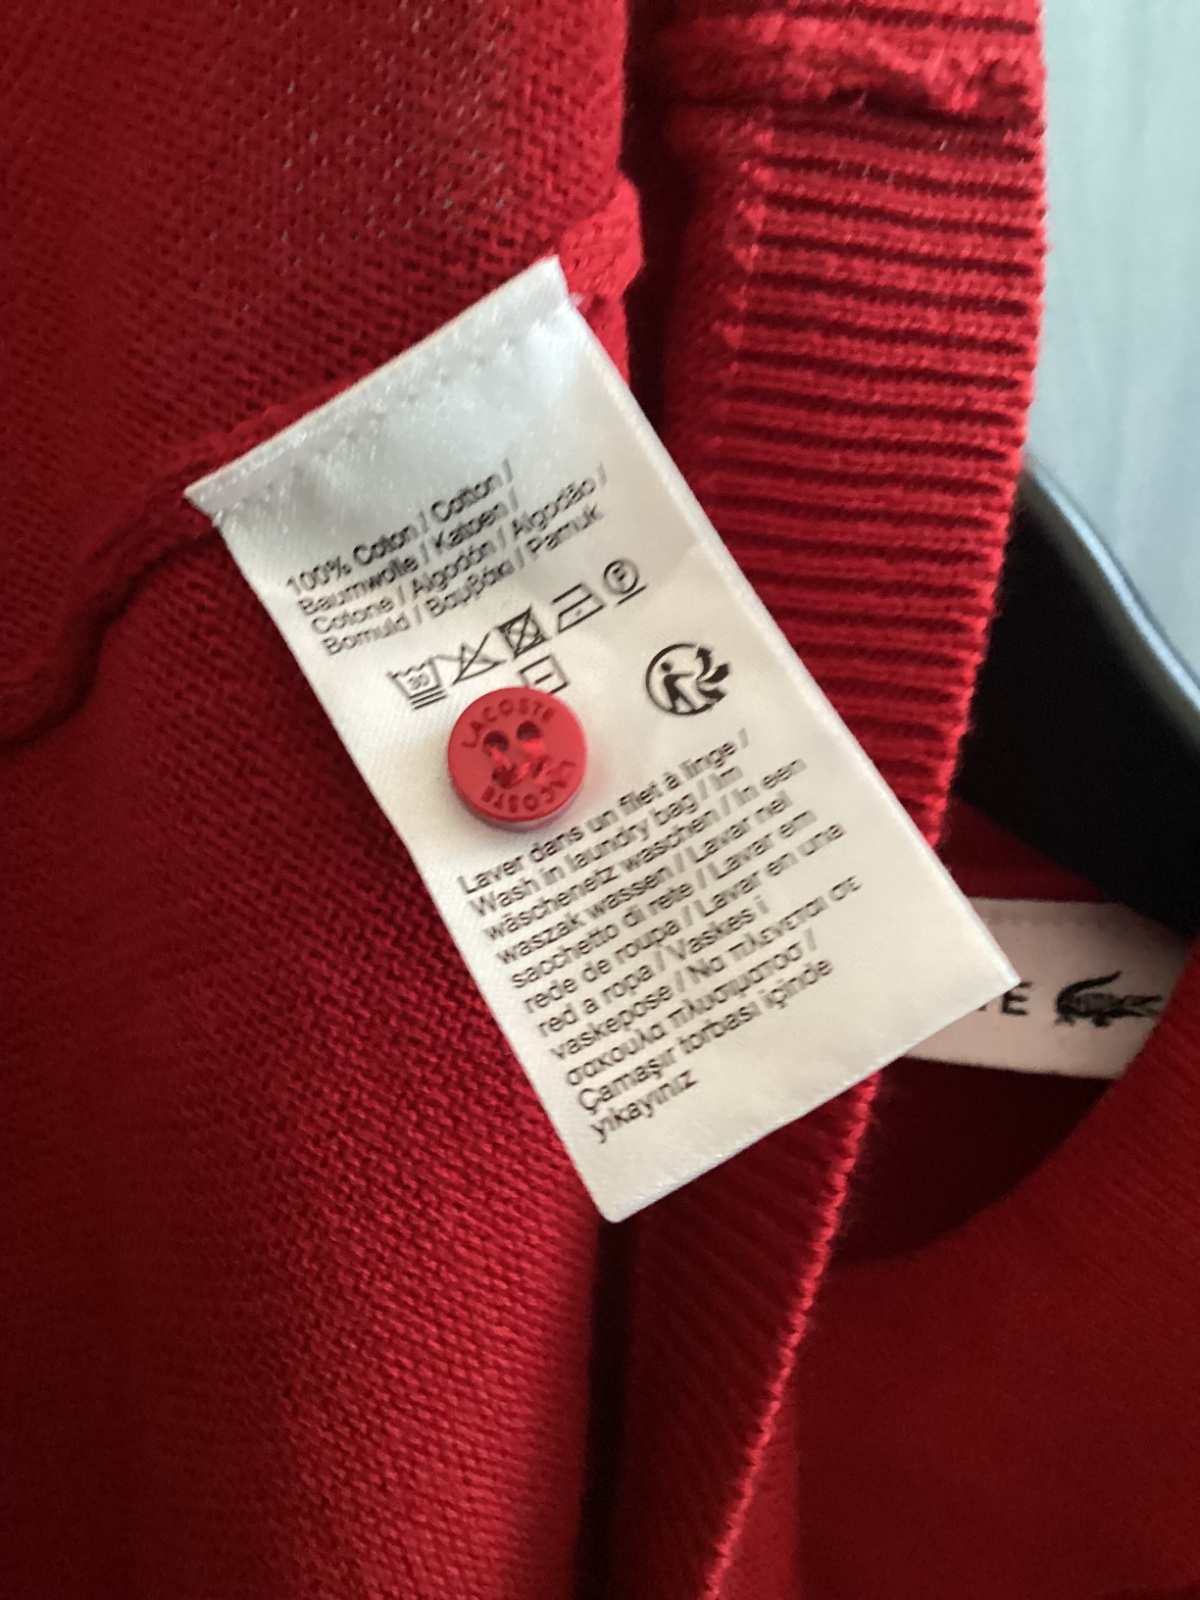 100% Coton / Cotton /
Baumwolle / Katoen /
Cotone / Algodón / Algodão /
Bomuld / Βαμβάκι / Pamuk
30
P
LACOSTE
LACOSTE
Laver dans un filet à linge /
Wash in laundry bag / Im
wäschenetz waschen / In een
waszak wassen / Lavar nel
sacchetto di rete / Lavar em
rede de roupa / Lavar en una
red a ropa / Vaskes i
vaskepose / Να πλένεται σε
σακουλα πλυσιματοσ /
Çamaşır torbası içinde
yıkayınız
TE